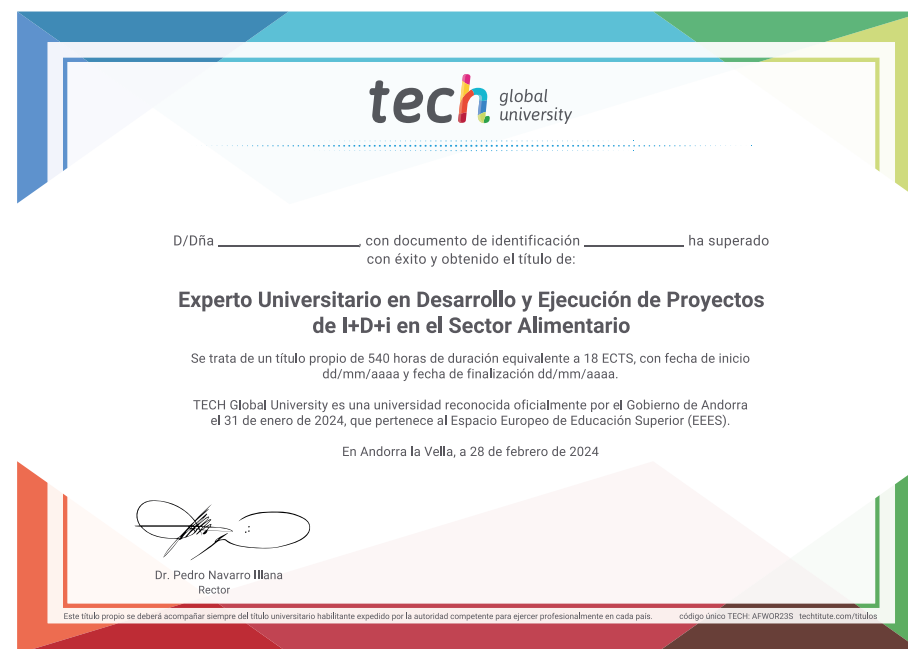 tech global university
D/Dña ____________________, con documento de identificación ______________ ha superado
con éxito y obtenido el título de:
Experto Universitario en Desarrollo y Ejecución de Proyectos
de I+D+i en el Sector Alimentario
Se trata de un título propio de 540 horas de duración equivalente a 18 ECTS, con fecha de inicio
dd/mm/aaaa y fecha de finalización dd/mm/aaaa.
TECH Global University es una universidad reconocida oficialmente por el Gobierno de Andorra
el 31 de enero de 2024, que pertenece al Espacio Europeo de Educación Superior (EEES).
En Andorra la Vella, a 28 de febrero de 2024
Dr. Pedro Navarro Illana
Rector
Este título propio se deberá acompañar siempre del título universitario habilitante expedido por la autoridad competente para ejercer profesionalmente en cada país. código único TECH: AFWOR23S techtitute.com/titulos